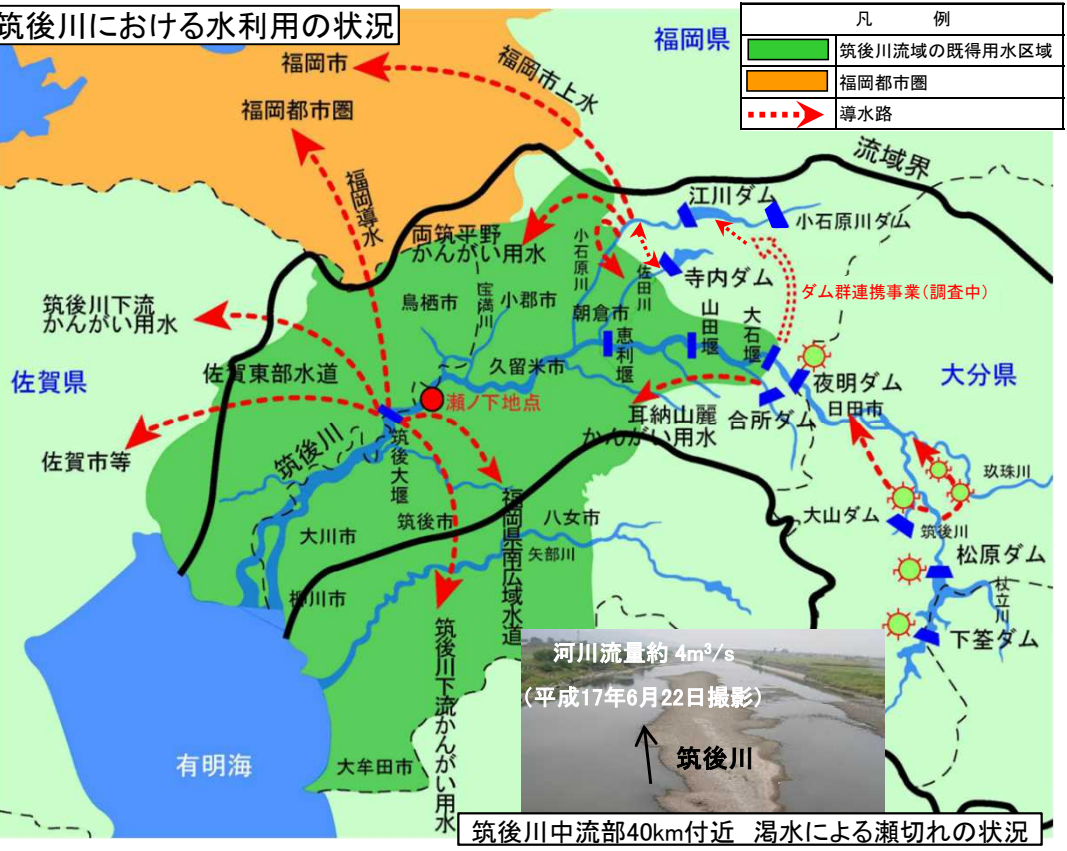 筑後川における水利用の状況
凡 例
筑後川流域の既得用水区域
福岡都市圏
導水路
福岡県
福岡市
福岡市上水
福岡都市圏
福岡導水
流域界
江川ダム
小石原川ダム
両筑平野
かんがい用水
小石原川
佐田川
寺内ダム
ダム群連携事業(調査中)
筑後川下流
かんがい用水
鳥栖市
宝満川
小郡市
朝倉市
恵利堰
山田堰
大石堰
佐賀県
佐賀東部水道
久留米市
瀬ノ下地点
夜明ダム
大分県
日田市
耳納山麓
かんがい用水
合所ダム
佐賀市等
筑後川
筑後大堰
玖珠川
大山ダム
筑後川
福岡県南広域水道
筑後市
八女市
大川市
矢部川
松原ダム
杖立川
柳川市
下筌ダム
筑後川下流かんがい用水
河川流量約 4m³/s
(平成17年6月22日撮影)
筑後川
有明海
大牟田市
筑後川中流部40km付近 渇水による瀬切れの状況